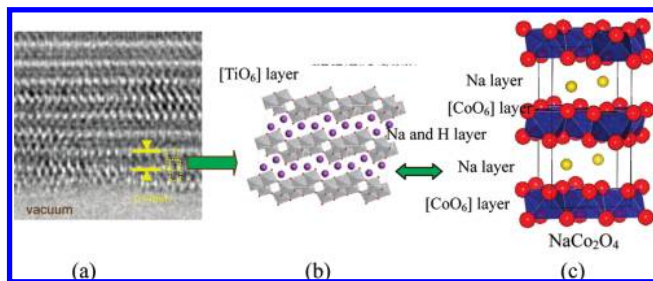 [TiO₆] layer
Na and H layer
vacuum
Na layer
[CoO₆] layer
Na layer
[CoO₆] layer
NaCo₂O₄
(a)
(b)
(c)